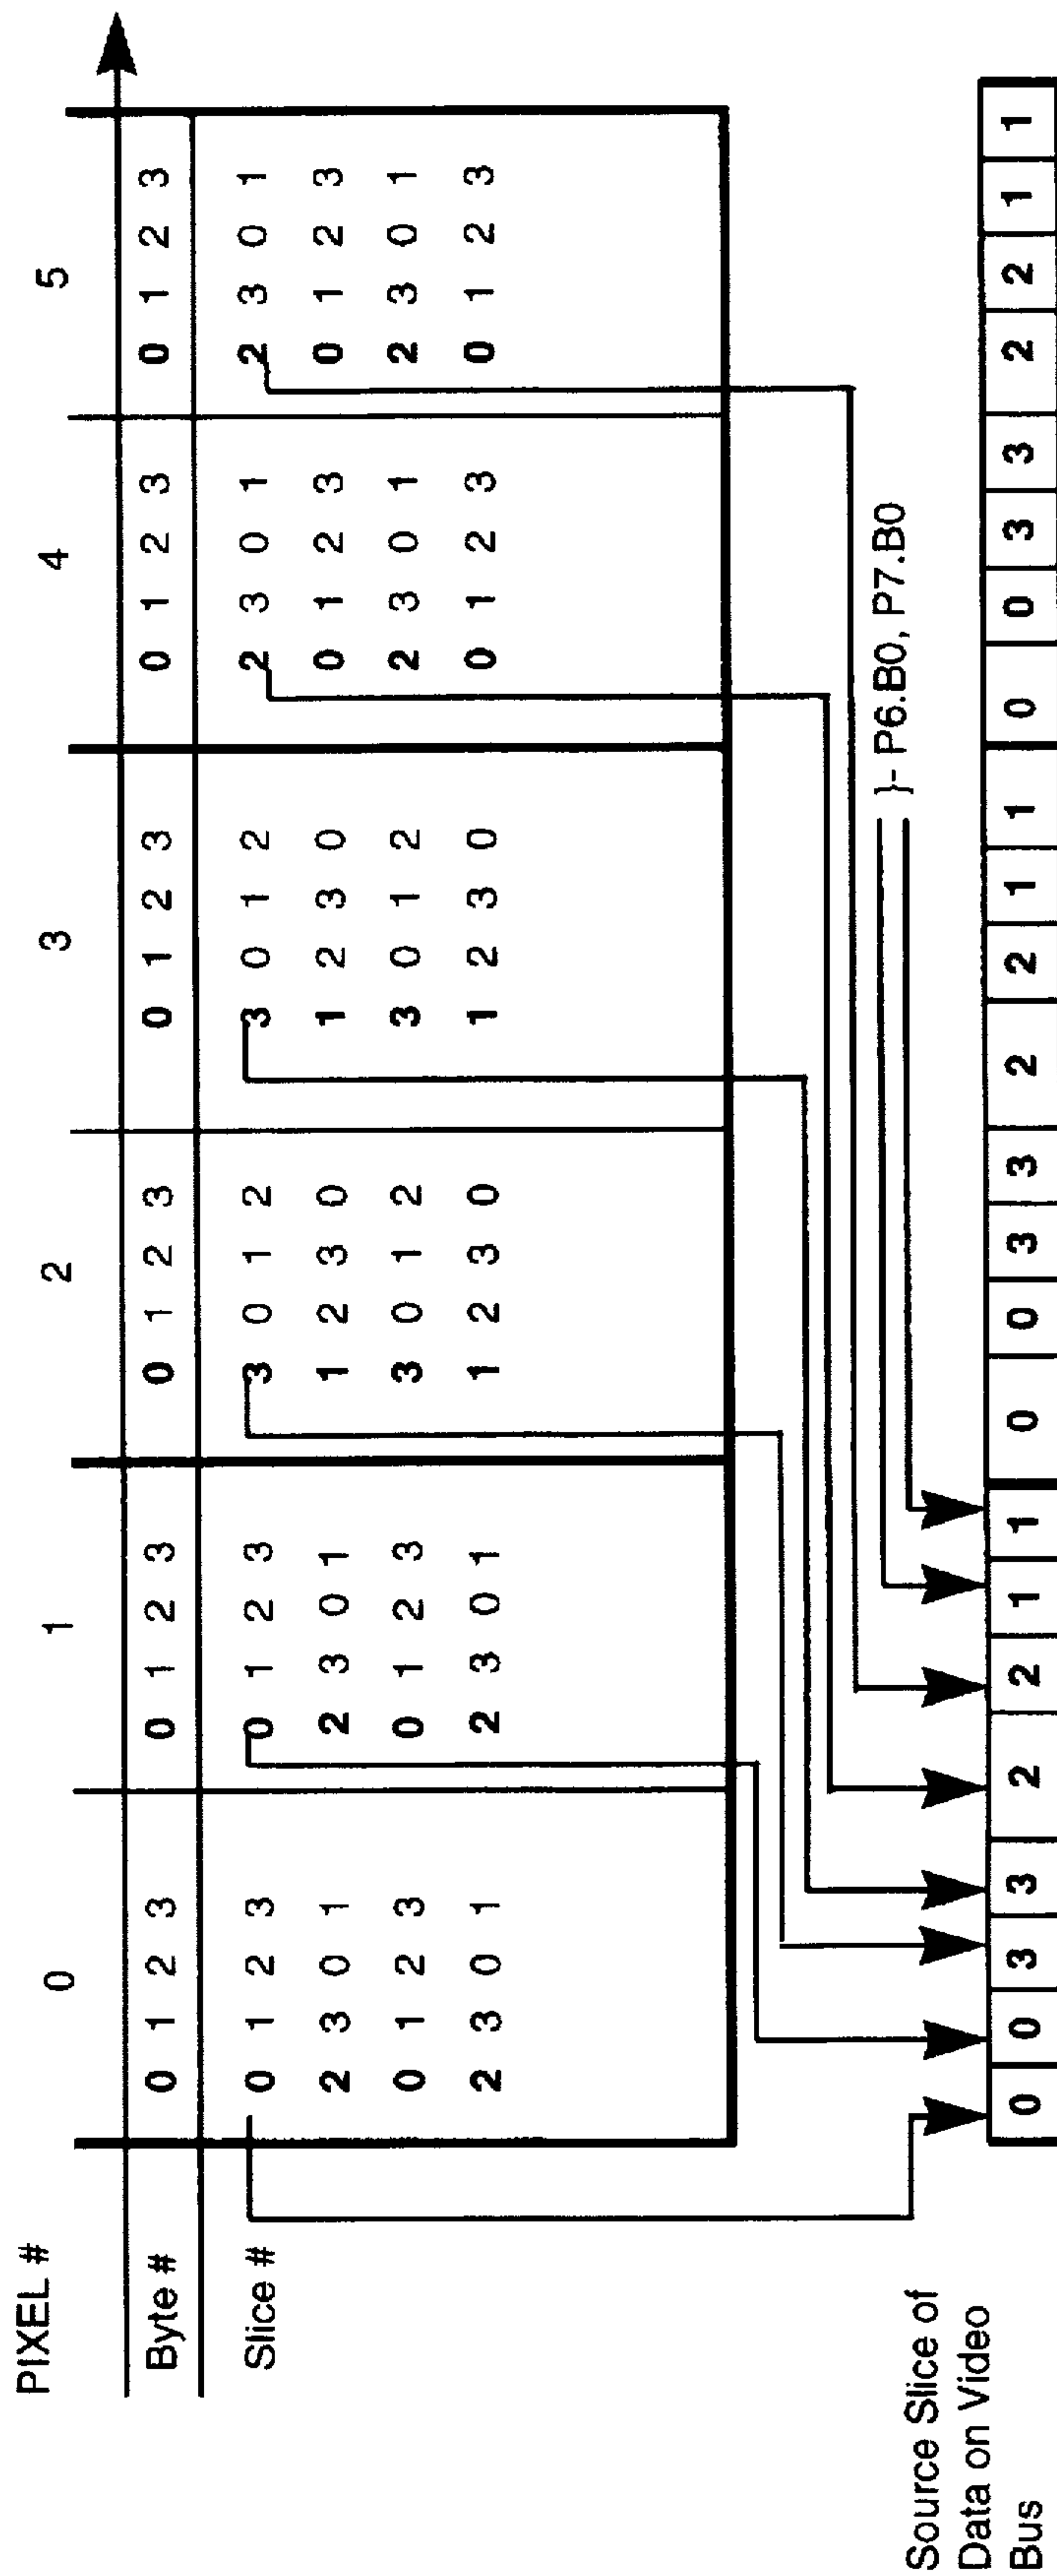 PIXEL # 0 1 2 3 4 5
Byte # 0 1 2 3 0 1 2 3 0 1 2 3 0 1 2 3 0 1 2 3 0 1 2 3
Slice # 0 1 2 3 0 1 2 3 3 0 1 2 3 0 1 2 2 3 0 1 2 3 0 1
2 3 0 1 2 3 0 1 1 2 3 0 1 2 3 0 0 1 2 3 0 1 2 3
0 1 2 3 0 1 2 3 3 0 1 2 3 0 1 2 2 3 0 1 2 3 0 1
2 3 0 1 2 3 0 1 1 2 3 0 1 2 3 0 0 1 2 3 0 1 2 3
}- P6.B0, P7.B0
Source Slice of
Data on Video
Bus
0 0 3 3 2 2 1 1 0 0 3 3 2 2 1 1 0 0 3 3 2 2 1 1